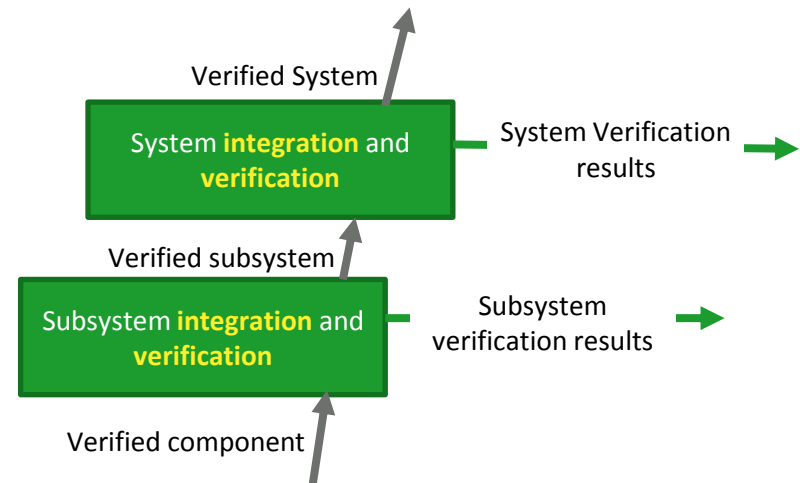 Verified System
System integration and
verification
System Verification
results
Verified subsystem
Subsystem integration and
verification
Subsystem
verification results
Verified component